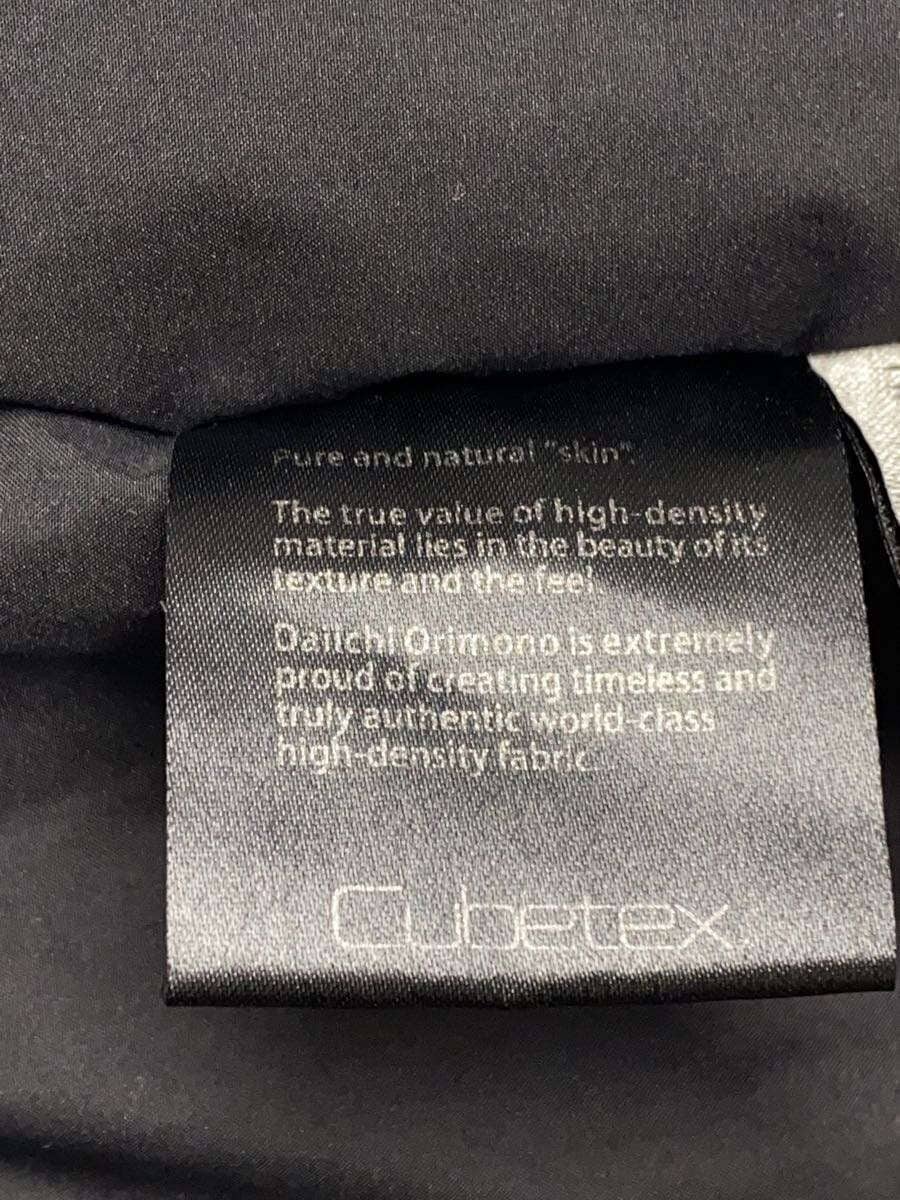 Pure and natural "skin".
The true value of high-density
material lies in the beauty of its
texture and the feel
Daiichi Orimono is extremely
proud of creating timeless and
truly authentic world-class
high-density fabric
Cubetex